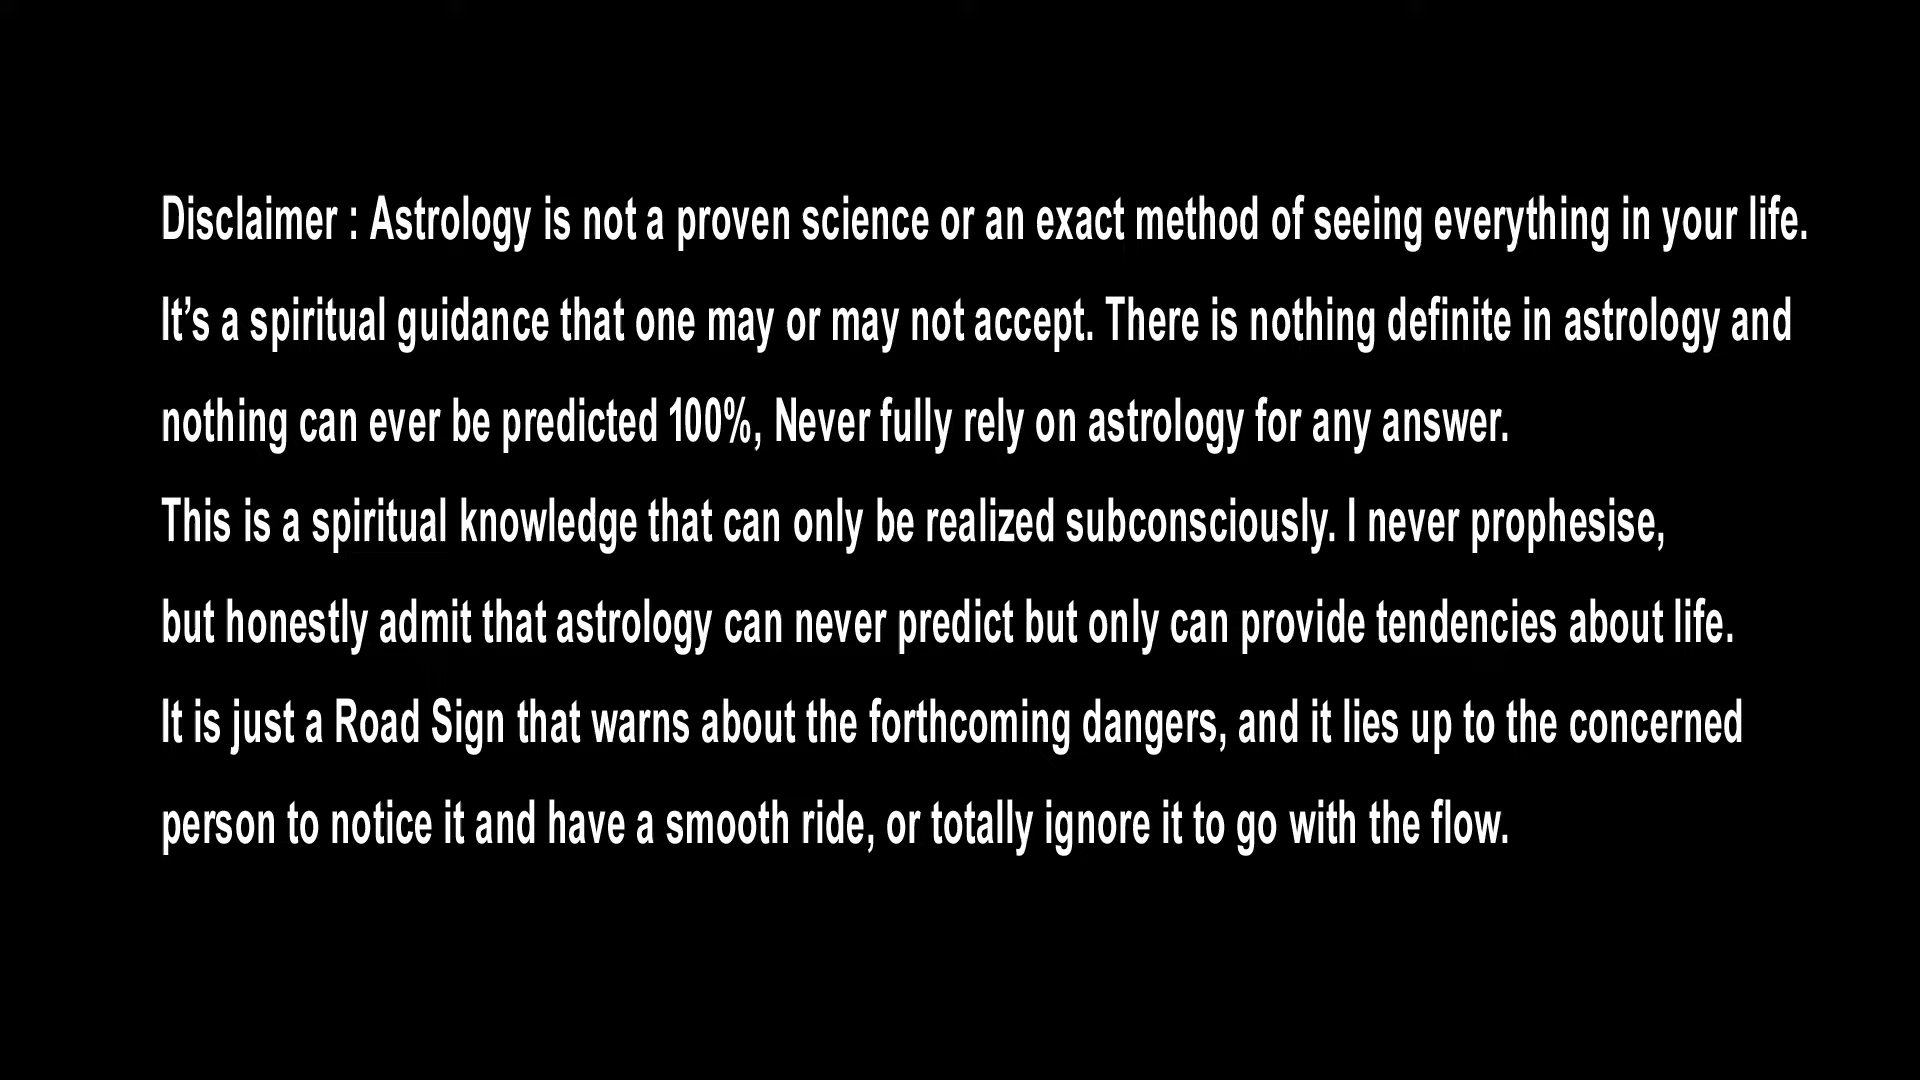 Disclaimer : Astrology is not a proven science or an exact method of seeing everything in your life.
It’s a spiritual guidance that one may or may not accept. There is nothing definite in astrology and
nothing can ever be predicted 100%, Never fully rely on astrology for any answer.
This is a spiritual knowledge that can only be realized subconsciously. I never prophesise,
but honestly admit that astrology can never predict but only can provide tendencies about life.
It is just a Road Sign that warns about the forthcoming dangers, and it lies up to the concerned
person to notice it and have a smooth ride, or totally ignore it to go with the flow.